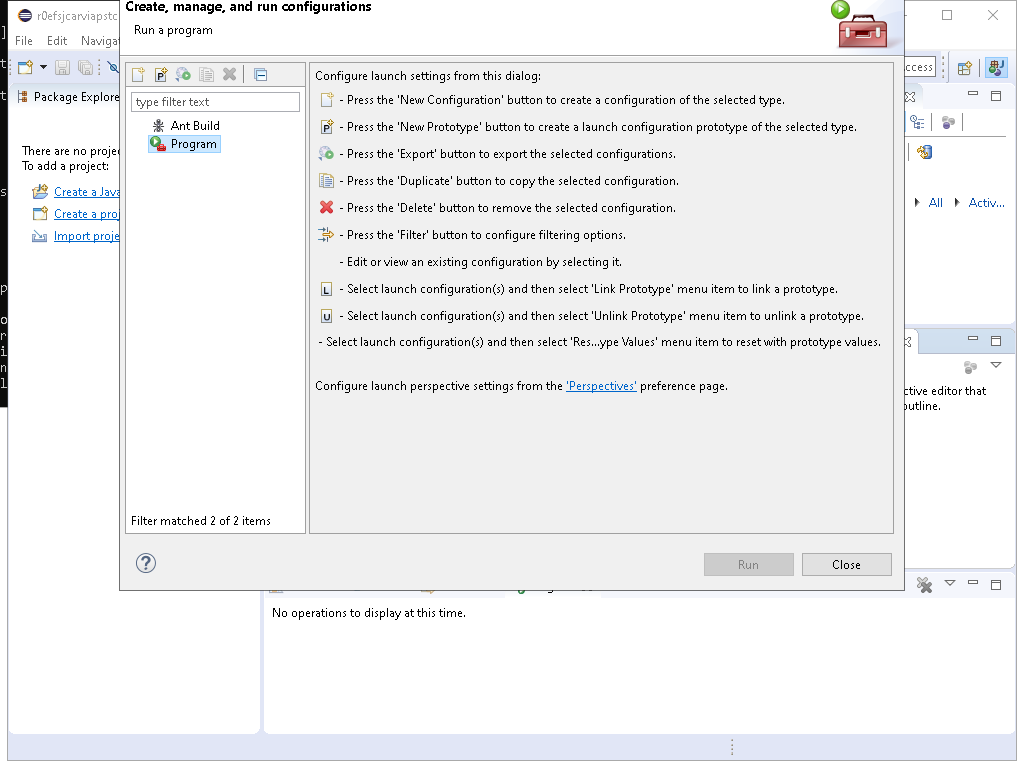 Create, manage, and run configurations
Run a program
r0efsjcarviapstc
File Edit Navigat
ccess
Package Explore
type filter text
Ant Build
Program
Filter matched 2 of 2 items
Configure launch settings from this dialog:
- Press the 'New Configuration' button to create a configuration of the selected type.
- Press the 'New Prototype' button to create a launch configuration prototype of the selected type.
- Press the 'Export' button to export the selected configurations.
- Press the 'Duplicate' button to copy the selected configuration.
- Press the 'Delete' button to remove the selected configuration.
- Press the 'Filter' button to configure filtering options.
- Edit or view an existing configuration by selecting it.
- Select launch configuration(s) and then select 'Link Prototype' menu item to link a prototype.
- Select launch configuration(s) and then select 'Unlink Prototype' menu item to unlink a prototype.
- Select launch configuration(s) and then select 'Res...ype Values' menu item to reset with prototype values.
Configure launch perspective settings from the 'Perspectives' preference page.
Run
Close
There are no projec
To add a project:
Create a Java
Create a proj
Import proje
All
Activ...
ctive editor that
outline.
No operations to display at this time.